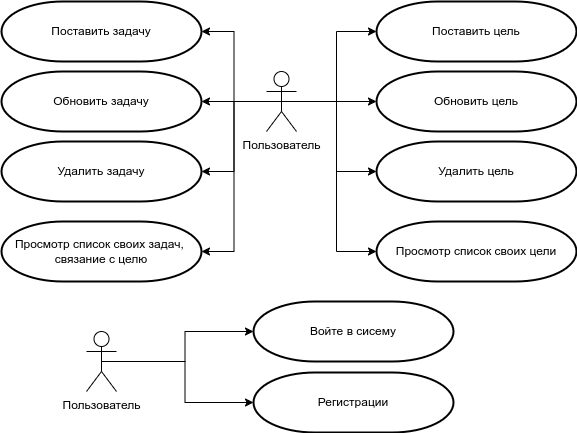 Поставить задачу
Поставить цель
Обновить задачу
Обновить цель
Пользователь
Удалить задачу
Удалить цель
Просмотр список своих задач,
связание с целю
Просмотр список своих цели
Войте в сисему
Пользователь
Регистрации